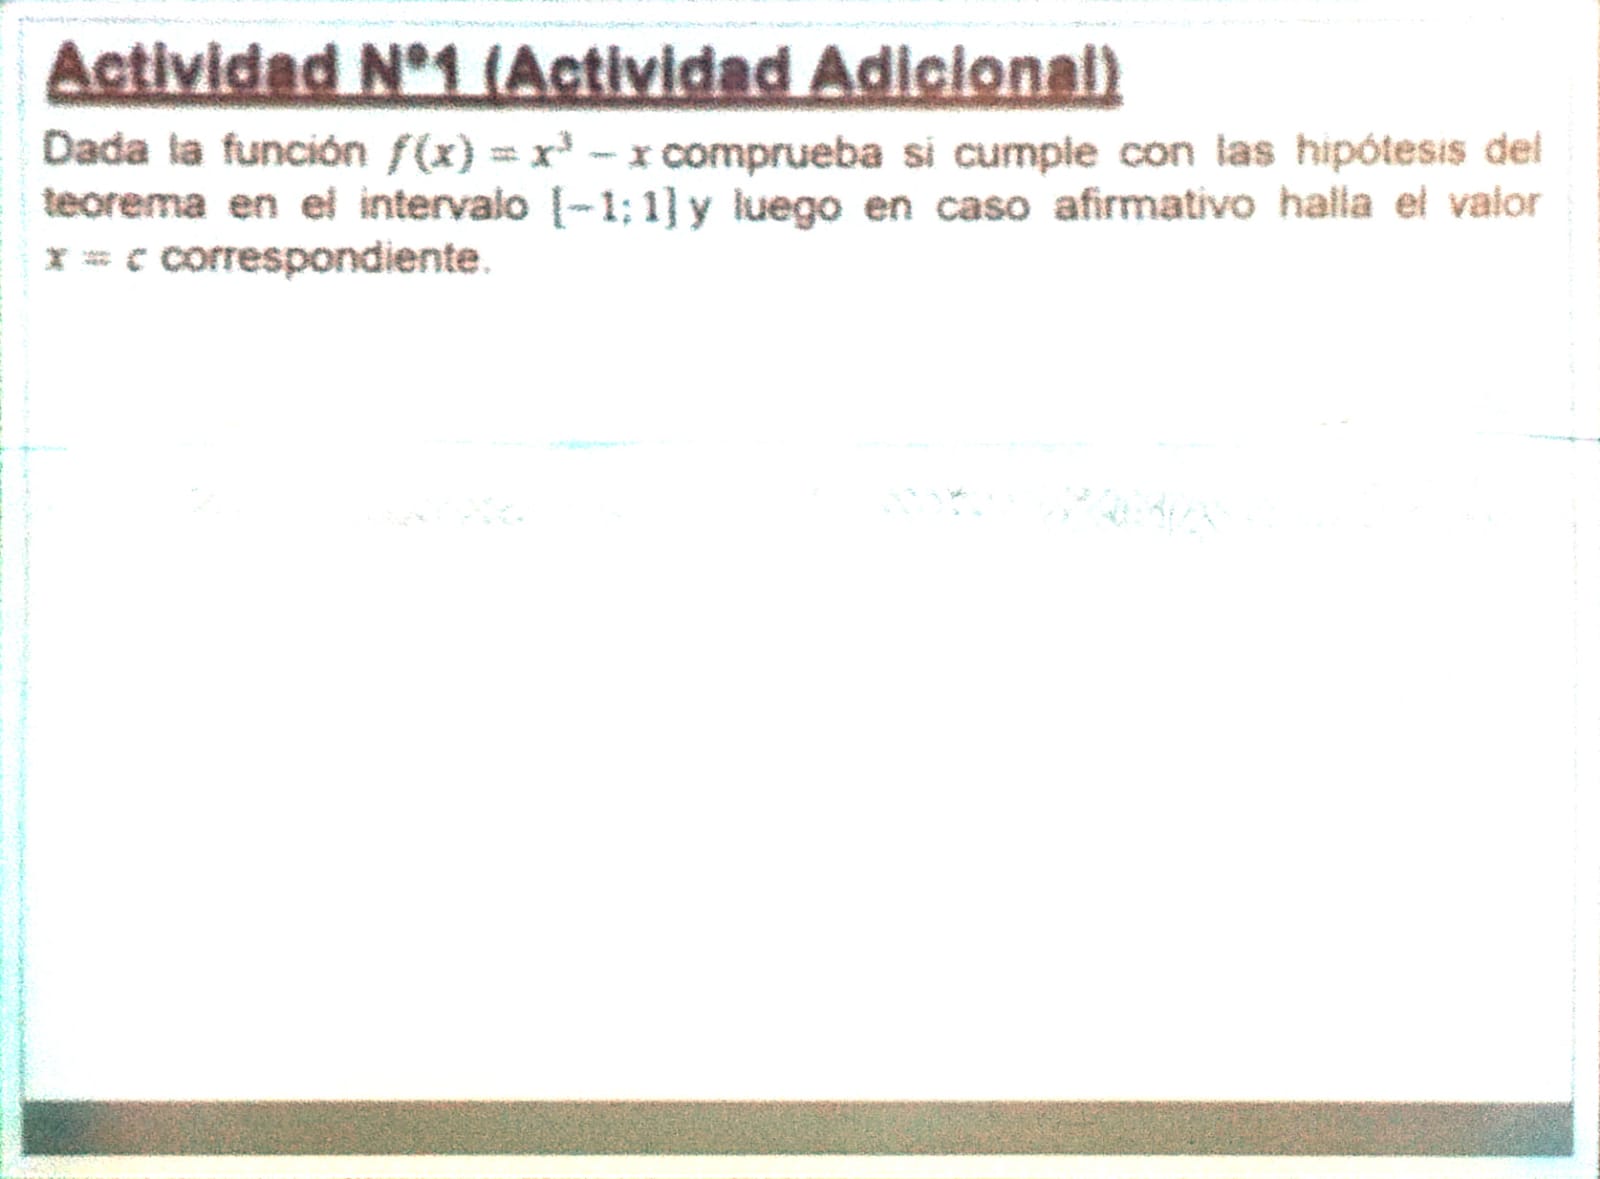 Actividad N°1 (Actividad Adicional)
Dada la función f(x) = x³ − x comprueba si cumple con las hipótesis del
teorema en el intervalo [−1; 1] y luego en caso afirmativo halla el valor
x = c correspondiente.